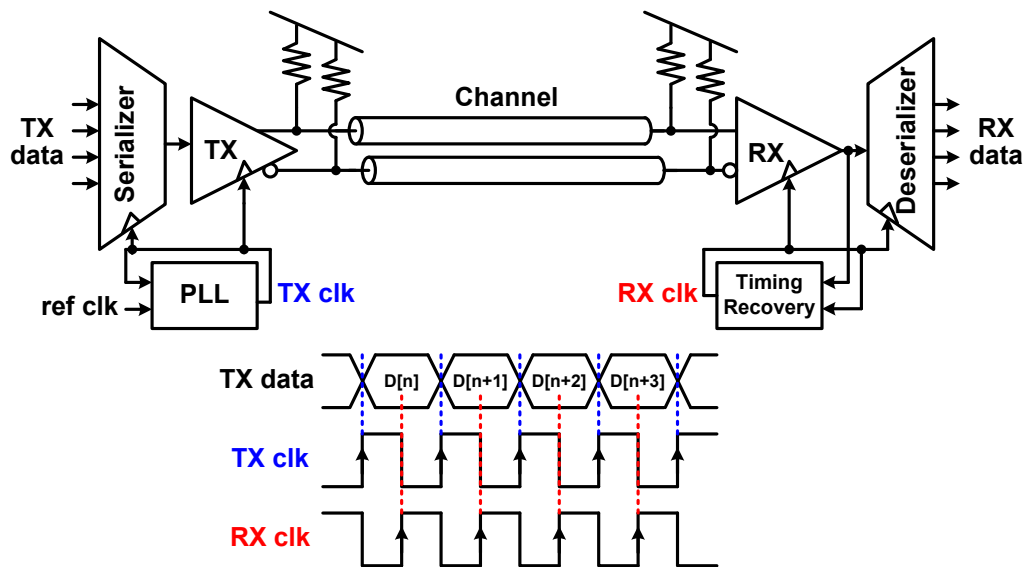 Serializer
TX
data
TX
Channel
RX
Deserializer
RX
data
ref clk
PLL
TX clk
RX clk
Timing
Recovery
TX data
D[n]
D[n+1]
D[n+2]
D[n+3]
TX clk
RX clk